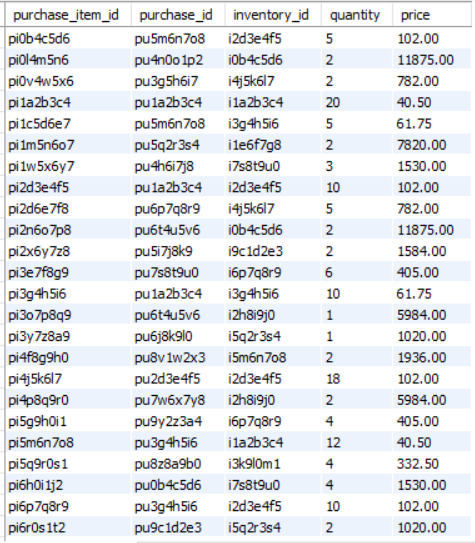 purchase_item_id purchase_id inventory_id quantity price
pi0b4c5d6 pu5m6n7o8 i2d3e4f5 5 102.00
pi0l4m5n6 pu4n0o1p2 i0b4c5d6 2 11875.00
pi0v4w5x6 pu3g5h6i7 i4j5k6l7 2 782.00
pi1a2b3c4 pu1a2b3c4 i1a2b3c4 20 40.50
pi1c5d6e7 pu5m6n7o8 i3g4h5i6 5 61.75
pi1m5n6o7 pu5q2r3s4 i1e6f7g8 2 7820.00
pi1w5x6y7 pu4h6i7j8 i7s8t9u0 3 1530.00
pi2d3e4f5 pu1a2b3c4 i2d3e4f5 10 102.00
pi2d6e7f8 pu6p7q8r9 i4j5k6l7 5 782.00
pi2n6o7p8 pu6t4u5v6 i0b4c5d6 2 11875.00
pi2x6y7z8 pu5i7j8k9 i9c1d2e3 2 1584.00
pi3e7f8g9 pu7s8t9u0 i6p7q8r9 6 405.00
pi3g4h5i6 pu1a2b3c4 i3g4h5i6 10 61.75
pi3o7p8q9 pu6t4u5v6 i2h8i9j0 1 5984.00
pi3y7z8a9 pu6j8k9l0 i5q2r3s4 1 1020.00
pi4f8g9h0 pu8v1w2x3 i5m6n7o8 2 1936.00
pi4j5k6l7 pu2d3e4f5 i2d3e4f5 18 102.00
pi4p8q9r0 pu7w6x7y8 i2h8i9j0 2 5984.00
pi5g9h0i1 pu9y2z3a4 i6p7q8r9 4 405.00
pi5m6n7o8 pu3g4h5i6 i1a2b3c4 12 40.50
pi5q9r0s1 pu8z8a9b0 i3k9l0m1 4 332.50
pi6h0i1j2 pu0b4c5d6 i7s8t9u0 4 1530.00
pi6p7q8r9 pu3g4h5i6 i2d3e4f5 10 102.00
pi6r0s1t2 pu9c1d2e3 i5q2r3s4 2 1020.00